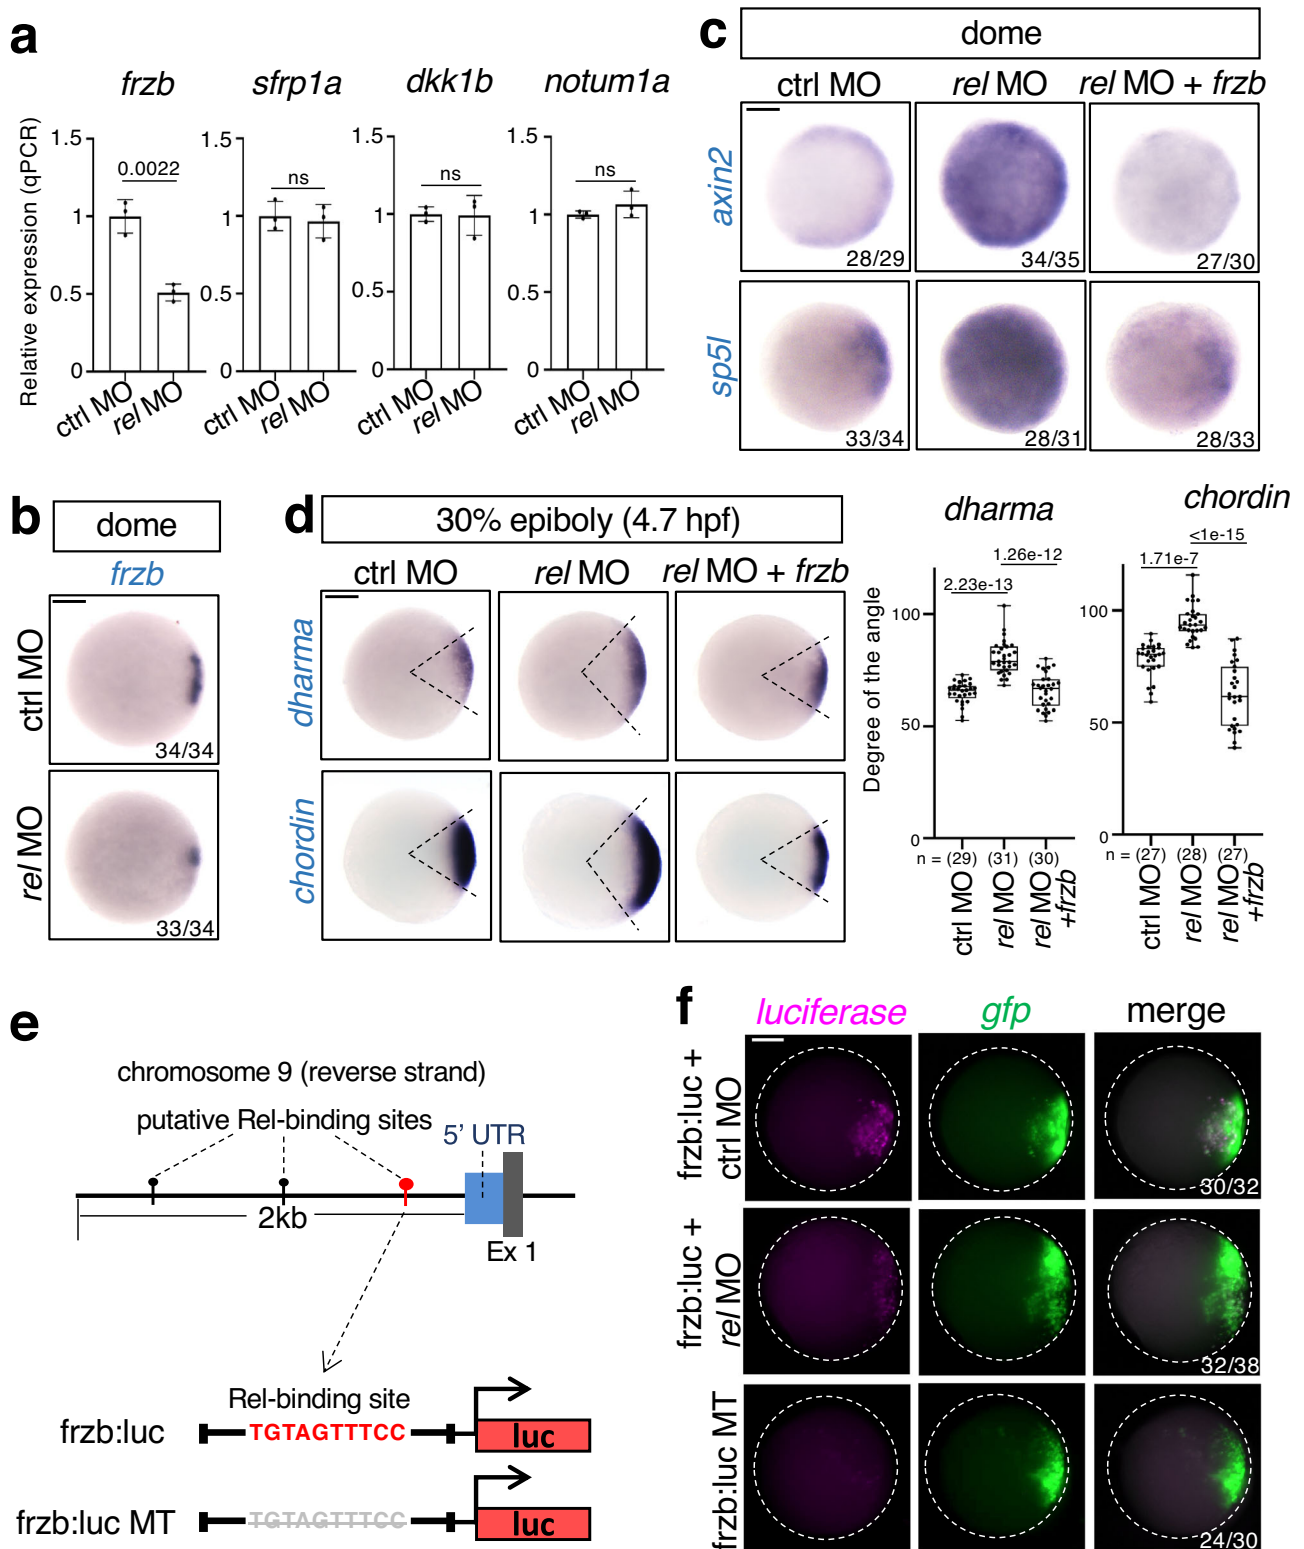 a
frzb
sfrp1a
dkk1b
notum1a
Relative expression (qPCR)
1.5
1
0.5
0
0.0022
ctrl MO
rel MO
1.5
1
0.5
0
ns
ctrl MO
rel MO
1.5
1
0.5
0
ns
ctrl MO
rel MO
1.5
1
0.5
0
ns
ctrl MO
rel MO
c
dome
ctrl MO
rel MO
rel MO + frzb
axin2
28/29
34/35
27/30
sp5l
33/34
28/31
28/33
b
dome
frzb
ctrl MO
34/34
rel MO
33/34
d
30% epiboly (4.7 hpf)
ctrl MO
rel MO
rel MO + frzb
dharma
chordin
dharma
Degree of the angle
100
50
0
2.23e-13
1.26e-12
n = (29)
(31)
(30)
ctrl MO
rel MO
rel MO
+frzb
chordin
100
50
0
1.71e-7
<1e-15
n = (27)
(28)
(27)
ctrl MO
rel MO
rel MO
+frzb
e
chromosome 9 (reverse strand)
putative Rel-binding sites
5' UTR
2kb
Ex 1
Rel-binding site
frzb:luc
TGTAGTTTCC
luc
frzb:luc MT
TGTAGTTTCC
luc
f
luciferase
gfp
merge
frzb:luc +
ctrl MO
30/32
frzb:luc +
rel MO
32/38
frzb:luc MT
24/30